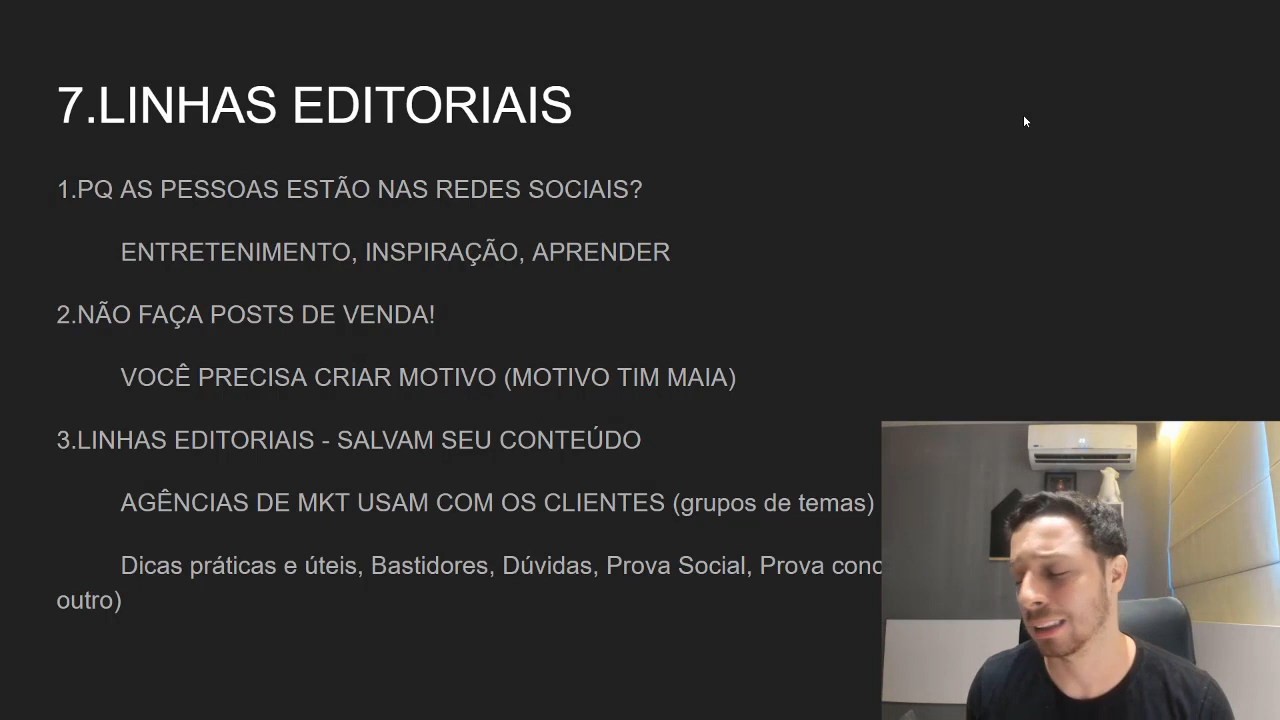 7.LINHAS EDITORIAIS
1.PQ AS PESSOAS ESTÃO NAS REDES SOCIAIS?
ENTRETENIMENTO, INSPIRAÇÃO, APRENDER
2.NÃO FAÇA POSTS DE VENDA!
VOCÊ PRECISA CRIAR MOTIVO (MOTIVO TIM MAIA)
3.LINHAS EDITORIAIS - SALVAM SEU CONTEÚDO
AGÊNCIAS DE MKT USAM COM OS CLIENTES (grupos de temas)
Dicas práticas e úteis, Bastidores, Dúvidas, Prova Social, Prova
outro)